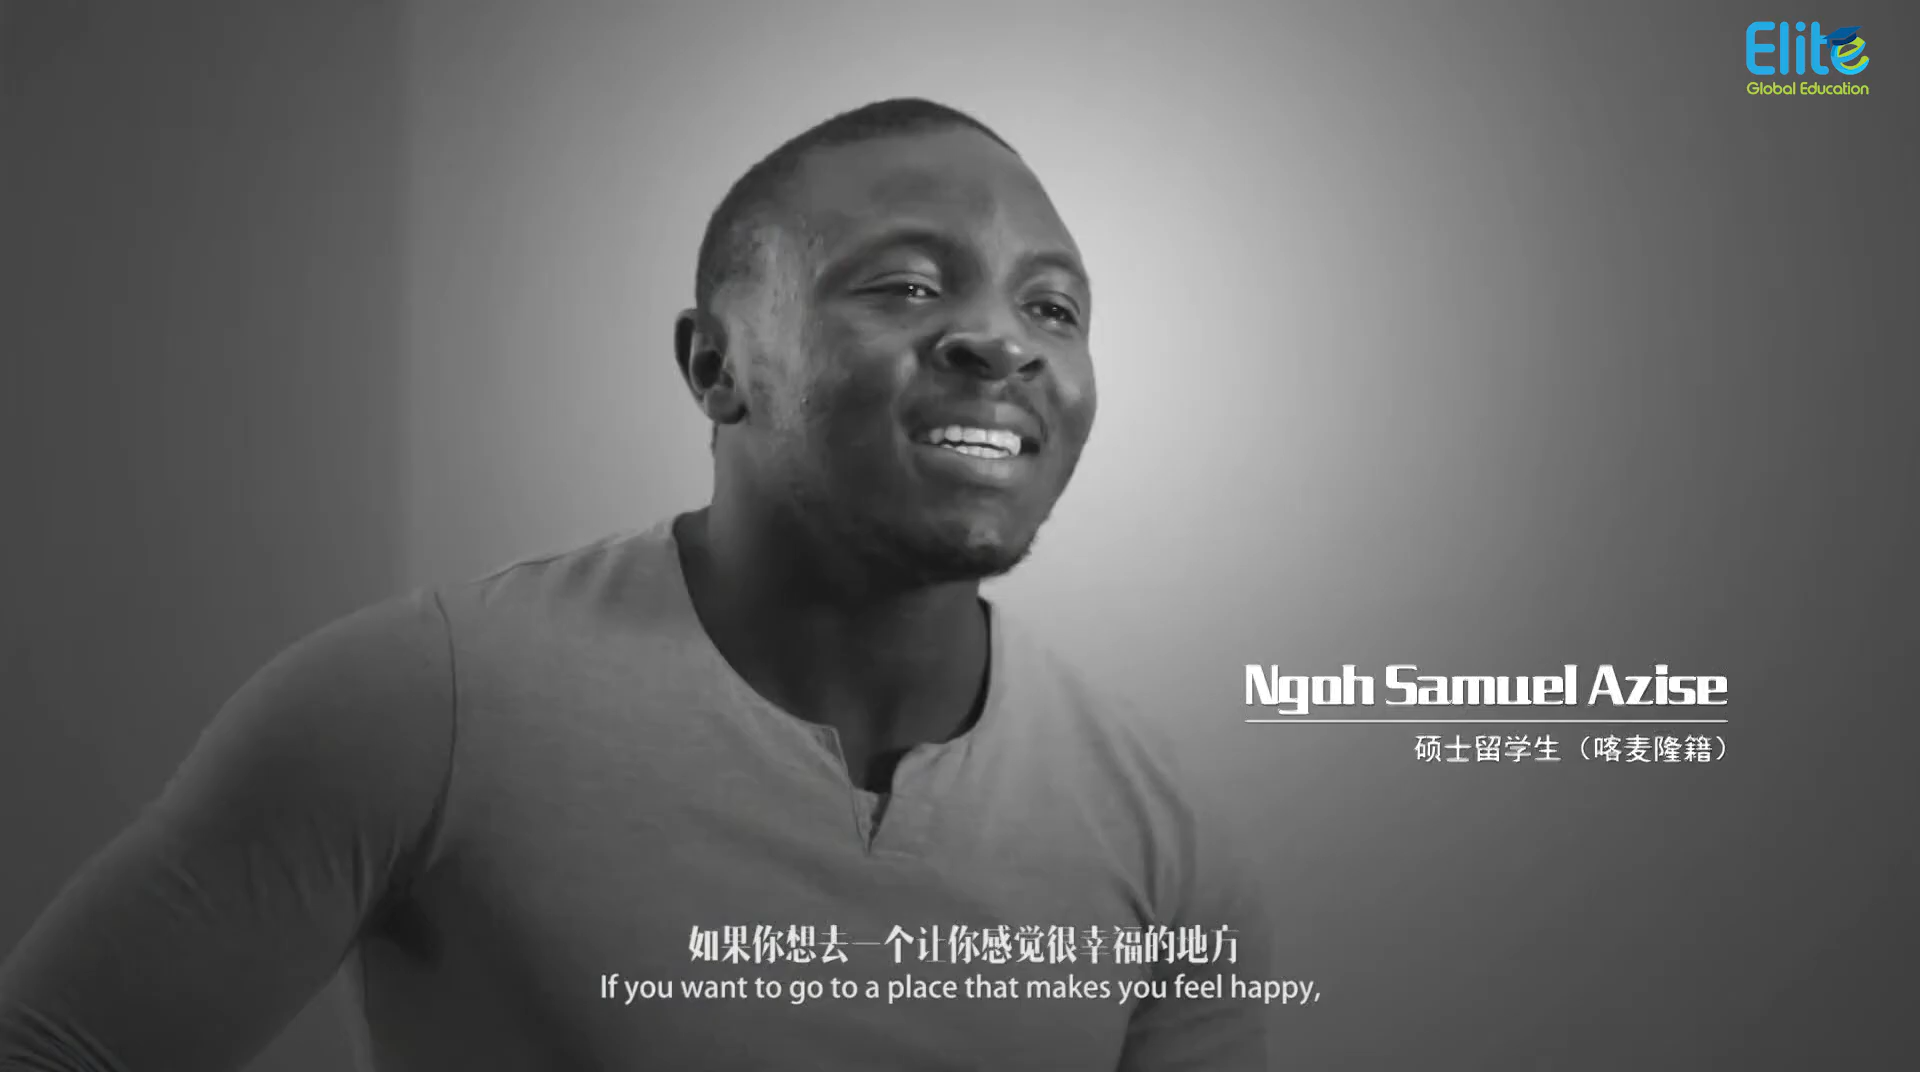 Elite
Global Education
Ngoh Samuel Azise
硕士留学生（喀麦隆籍）
如果你想去一个让你感觉很幸福的地方
If you want to go to a place that makes you feel happy,